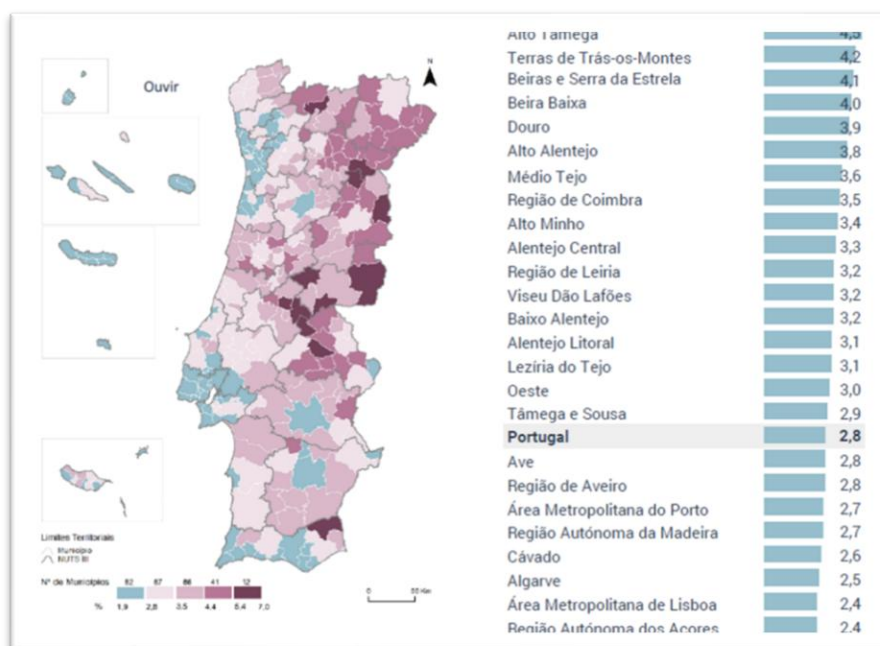 Ouvir
N
Limites Territoriais
Município
NUTS III
Nº de Municípios 82 87 86 41 12
% 1,9 2,8 3,5 4,4 5,4 7,0
0 50 Km
Alto Tâmega 4,5
Terras de Trás-os-Montes 4,2
Beiras e Serra da Estrela 4,1
Beira Baixa 4,0
Douro 3,9
Alto Alentejo 3,8
Médio Tejo 3,6
Região de Coimbra 3,5
Alto Minho 3,4
Alentejo Central 3,3
Região de Leiria 3,2
Viseu Dão Lafões 3,2
Baixo Alentejo 3,2
Alentejo Litoral 3,1
Lezíria do Tejo 3,1
Oeste 3,0
Tâmega e Sousa 2,9
Portugal 2,8
Ave 2,8
Região de Aveiro 2,8
Área Metropolitana do Porto 2,7
Região Autónoma da Madeira 2,7
Cávado 2,6
Algarve 2,5
Área Metropolitana de Lisboa 2,4
Região Autónoma dos Açores 2,4